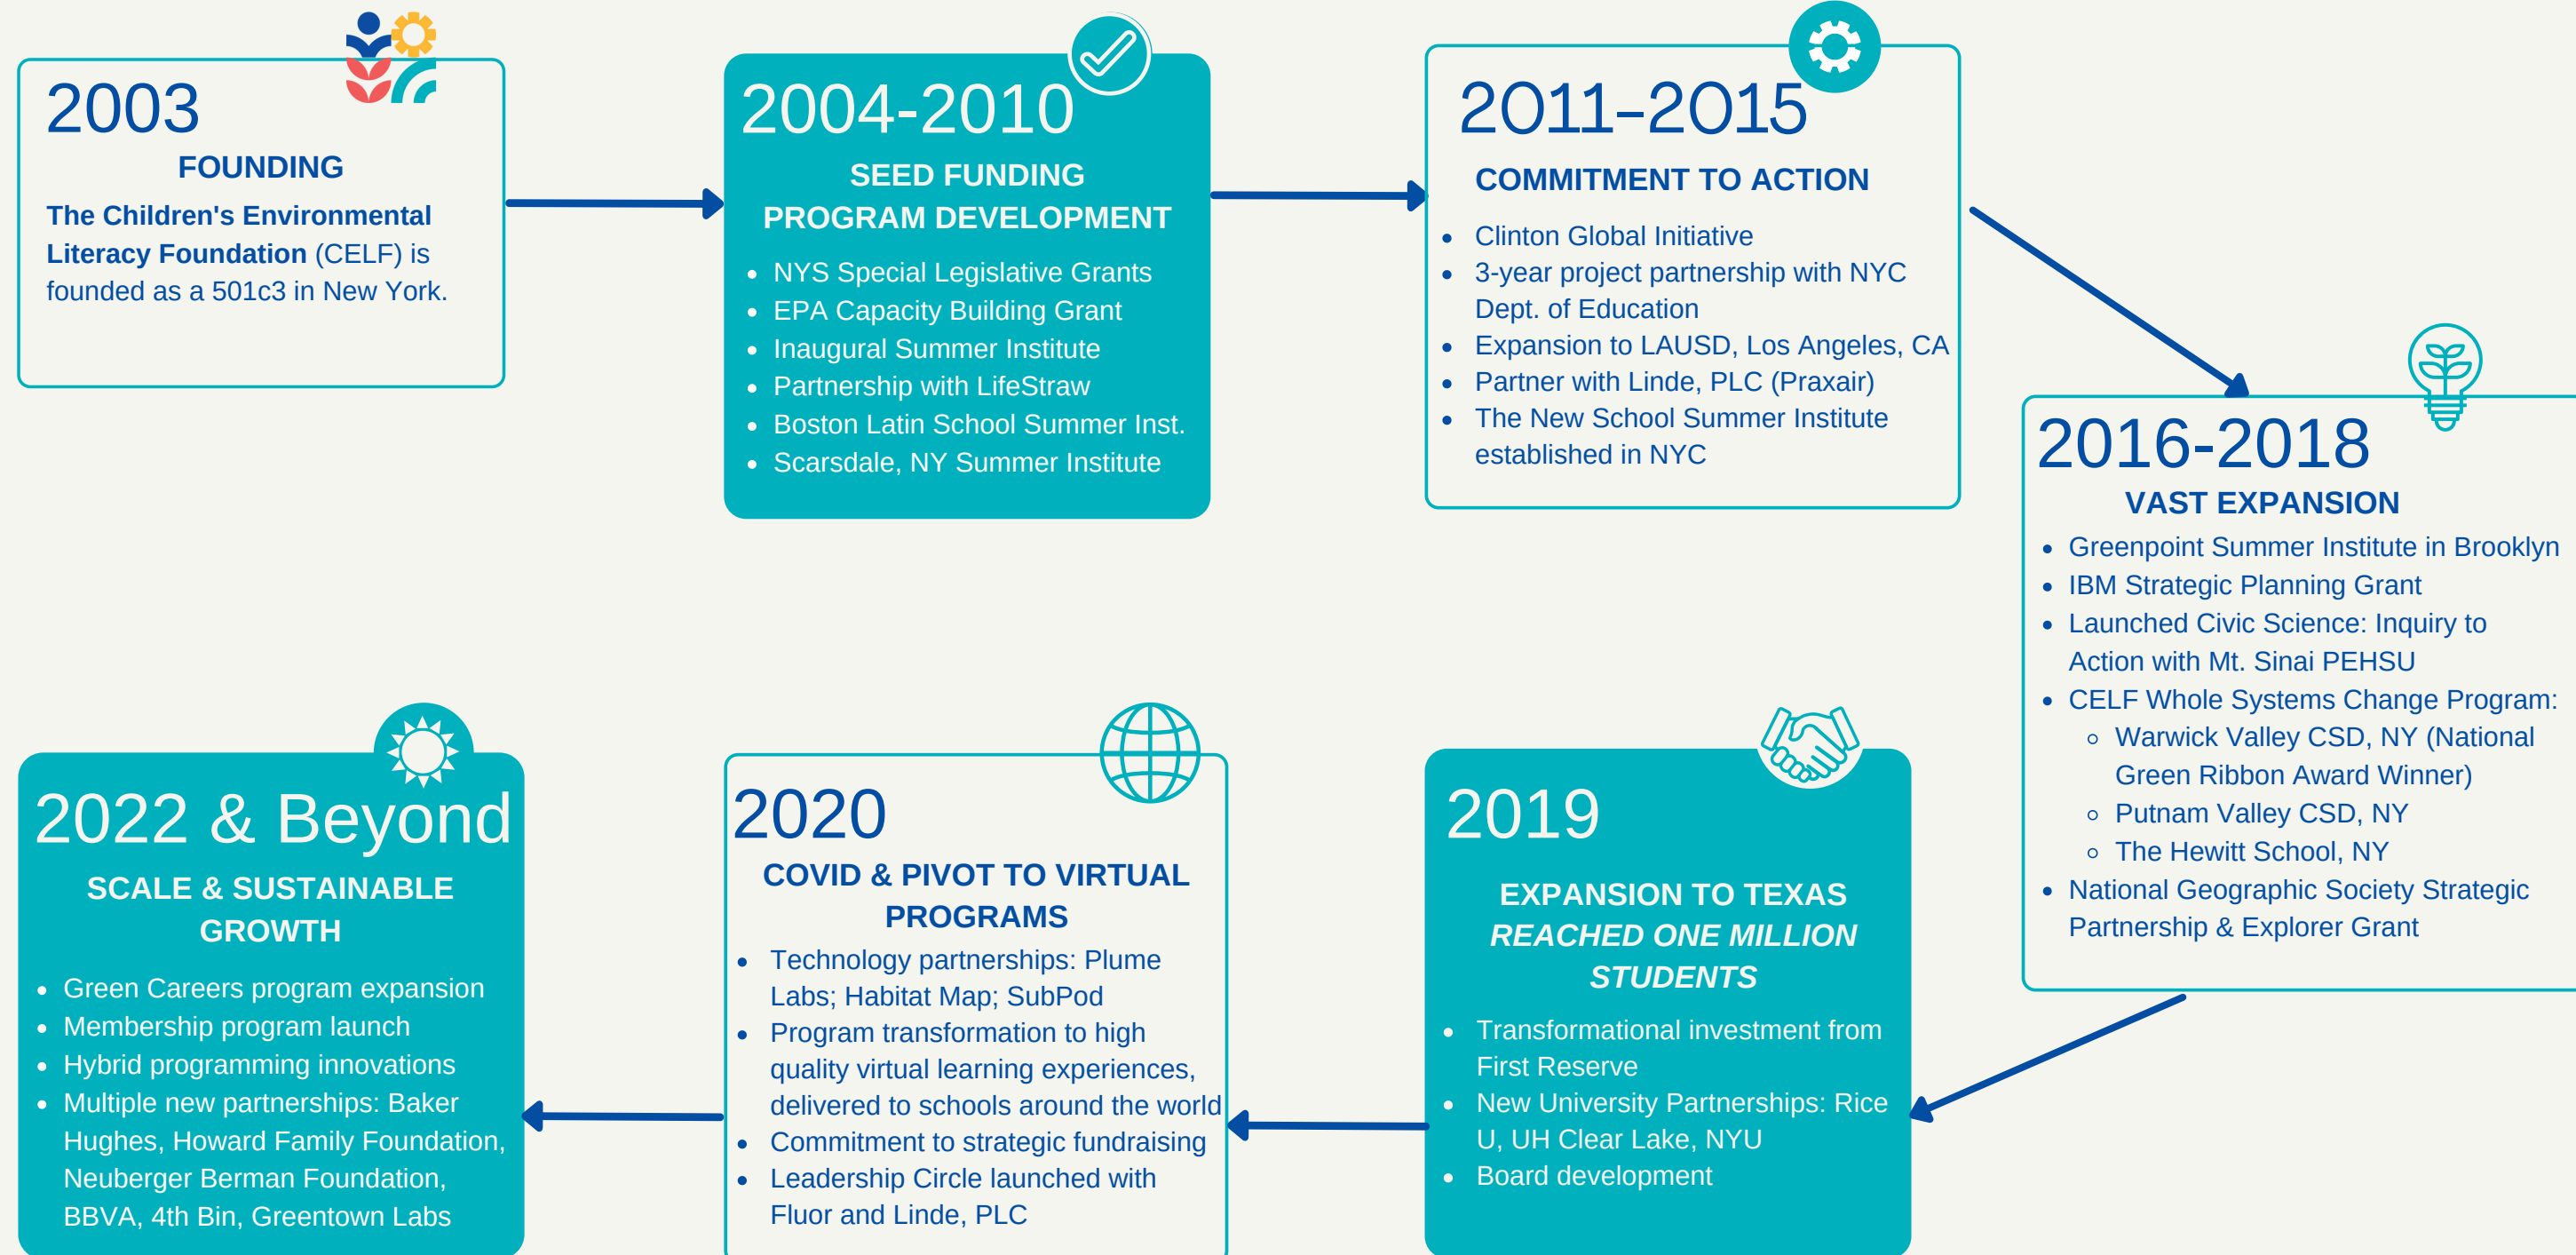 2003
FOUNDING
The Children's Environmental
Literacy Foundation (CELF) is
founded as a 501c3 in New York.
2004-2010
SEED FUNDING
PROGRAM DEVELOPMENT
NYS Special Legislative Grants
EPA Capacity Building Grant
Inaugural Summer Institute
Partnership with LifeStraw
Boston Latin School Summer Inst.
Scarsdale, NY Summer Institute
2011-2015
COMMITMENT TO ACTION
Clinton Global Initiative
3-year project partnership with NYC
Dept. of Education
Expansion to LAUSD, Los Angeles, CA
Partner with Linde, PLC (Praxair)
The New School Summer Institute
established in NYC
2016-2018
VAST EXPANSION
Greenpoint Summer Institute in Brooklyn
IBM Strategic Planning Grant
Launched Civic Science: Inquiry to
Action with Mt. Sinai PEHSU
CELF Whole Systems Change Program:
Warwick Valley CSD, NY (National
Green Ribbon Award Winner)
Putnam Valley CSD, NY
The Hewitt School, NY
National Geographic Society Strategic
Partnership & Explorer Grant
2019
EXPANSION TO TEXAS
REACHED ONE MILLION
STUDENTS
Transformational investment from
First Reserve
New University Partnerships: Rice
U, UH Clear Lake, NYU
Board development
2020
COVID & PIVOT TO VIRTUAL
PROGRAMS
Technology partnerships: Plume
Labs; Habitat Map; SubPod
Program transformation to high
quality virtual learning experiences,
delivered to schools around the world
Commitment to strategic fundraising
Leadership Circle launched with
Fluor and Linde, PLC
2022 & Beyond
SCALE & SUSTAINABLE
GROWTH
Green Careers program expansion
Membership program launch
Hybrid programming innovations
Multiple new partnerships: Baker
Hughes, Howard Family Foundation,
Neuberger Berman Foundation,
BBVA, 4th Bin, Greentown Labs